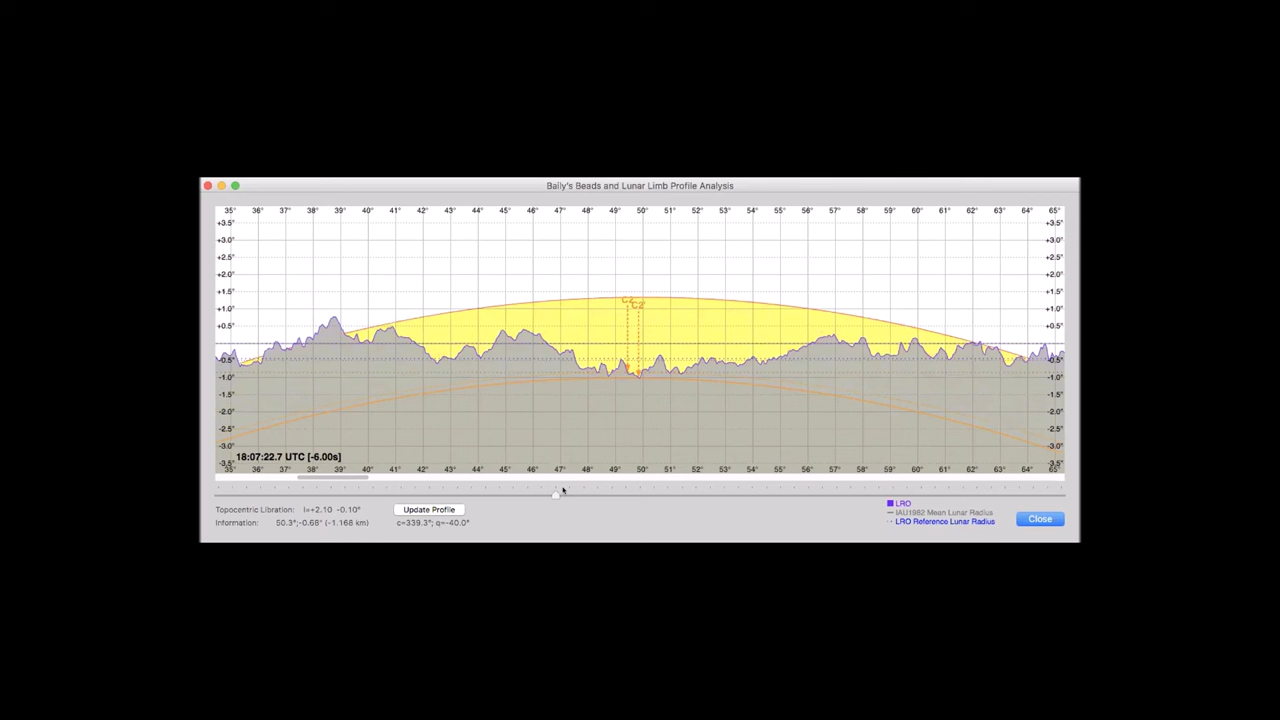 Baily's Beads and Lunar Limb Profile Analysis
35° 36° 37° 38° 39° 40° 41° 42° 43° 44° 45° 46° 47° 48° 49° 50° 51° 52° 53° 54° 55° 56° 57° 58° 59° 60° 61° 62° 63° 64° 65°
+3.5" +3.5"
+3.0" +3.0"
+2.5" +2.5"
+2.0" +2.0"
+1.5" +1.5"
C2 C2'
+1.0" +1.0"
+0.5" +0.5"
-0.5" -0.5"
-1.0" -1.0"
-1.5" -1.5"
-2.0" -2.0"
-2.5" -2.5"
-3.0" -3.0"
18:07:22.7 UTC [-6.00s]
-3.5" -3.5"
35° 36° 37° 38° 39° 40° 41° 42° 43° 44° 45° 46° 47° 48° 49° 50° 51° 52° 53° 54° 55° 56° 57° 58° 59° 60° 61° 62° 63° 64° 65°
Topocentric Libration: l=+2.10 -0.10° Update Profile
Information: 50.3°;-0.68" (-1.168 km) c=339.3°; q=-40.0°
LRO
IAU1982 Mean Lunar Radius
LRO Reference Lunar Radius
Close